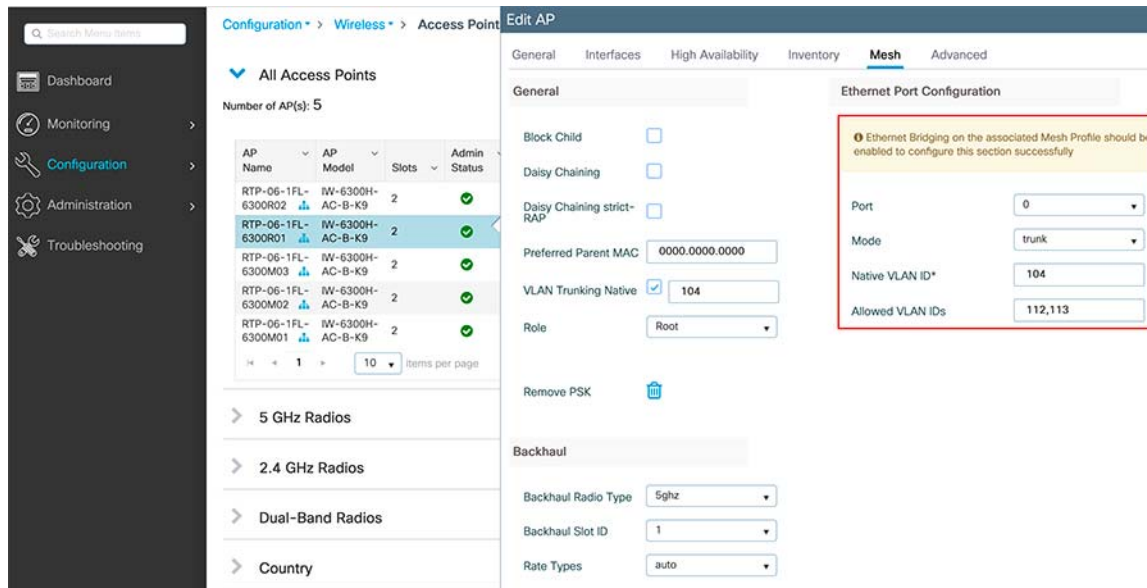 Search Menu Items
Dashboard
Monitoring
Configuration
Administration
Troubleshooting
Configuration > Wireless > Access Point
All Access Points
Number of AP(s): 5
AP Name AP Model Slots Admin Status
RTP-06-1FL-6300R02 IW-6300H-AC-B-K9 2
RTP-06-1FL-6300R01 IW-6300H-AC-B-K9 2
RTP-06-1FL-6300M03 IW-6300H-AC-B-K9 2
RTP-06-1FL-6300M02 IW-6300H-AC-B-K9 2
RTP-06-1FL-6300M01 IW-6300H-AC-B-K9 2
1 10 items per page
5 GHz Radios
2.4 GHz Radios
Dual-Band Radios
Country
Edit AP
General Interfaces High Availability Inventory Mesh Advanced
General
Block Child
Daisy Chaining
Daisy Chaining strict-
RAP
Preferred Parent MAC 0000.0000.0000
VLAN Trunking Native 104
Role Root
Remove PSK
Backhaul
Backhaul Radio Type 5ghz
Backhaul Slot ID 1
Rate Types auto
Ethernet Port Configuration
Ethernet Bridging on the associated Mesh Profile should be
enabled to configure this section successfully
Port 0
Mode trunk
Native VLAN ID* 104
Allowed VLAN IDs 112,113